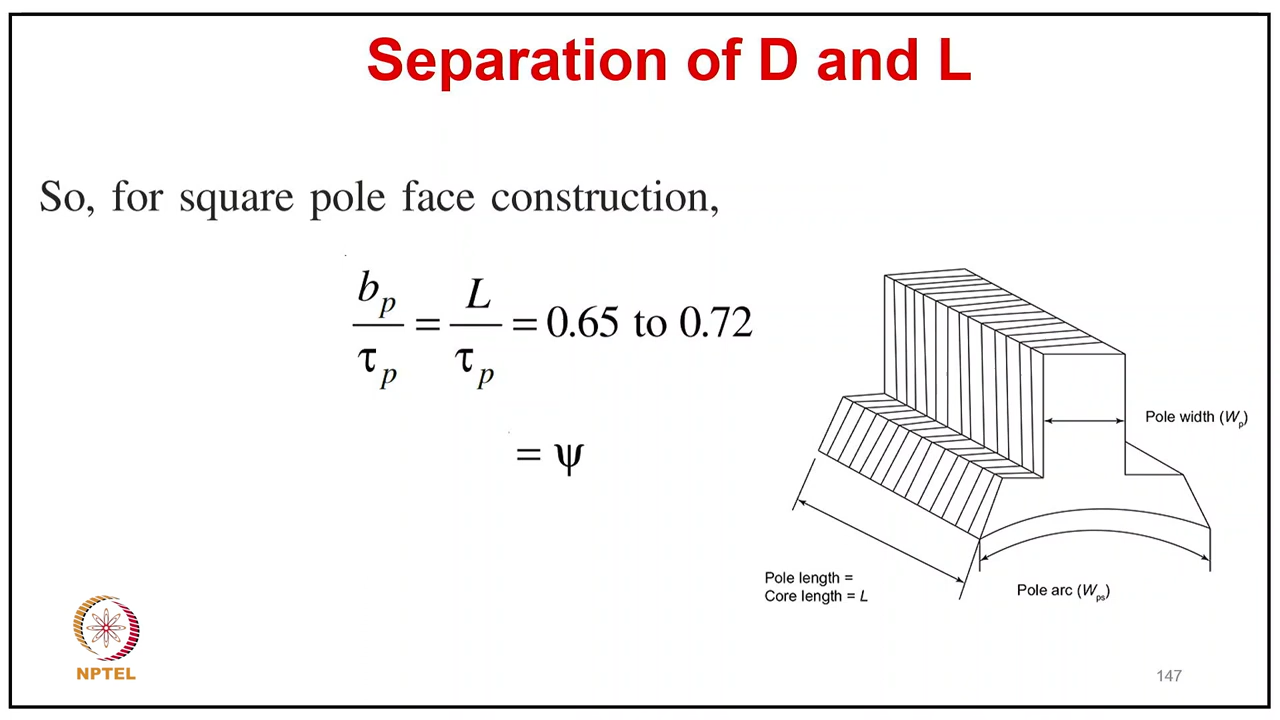 Separation of D and L
So, for square pole face construction,
b_p / τ_p = L / τ_p = 0.65 to 0.72
= ψ
Pole width (W_p)
Pole length =
Core length = L
Pole arc (W_ps)
NPTEL
147